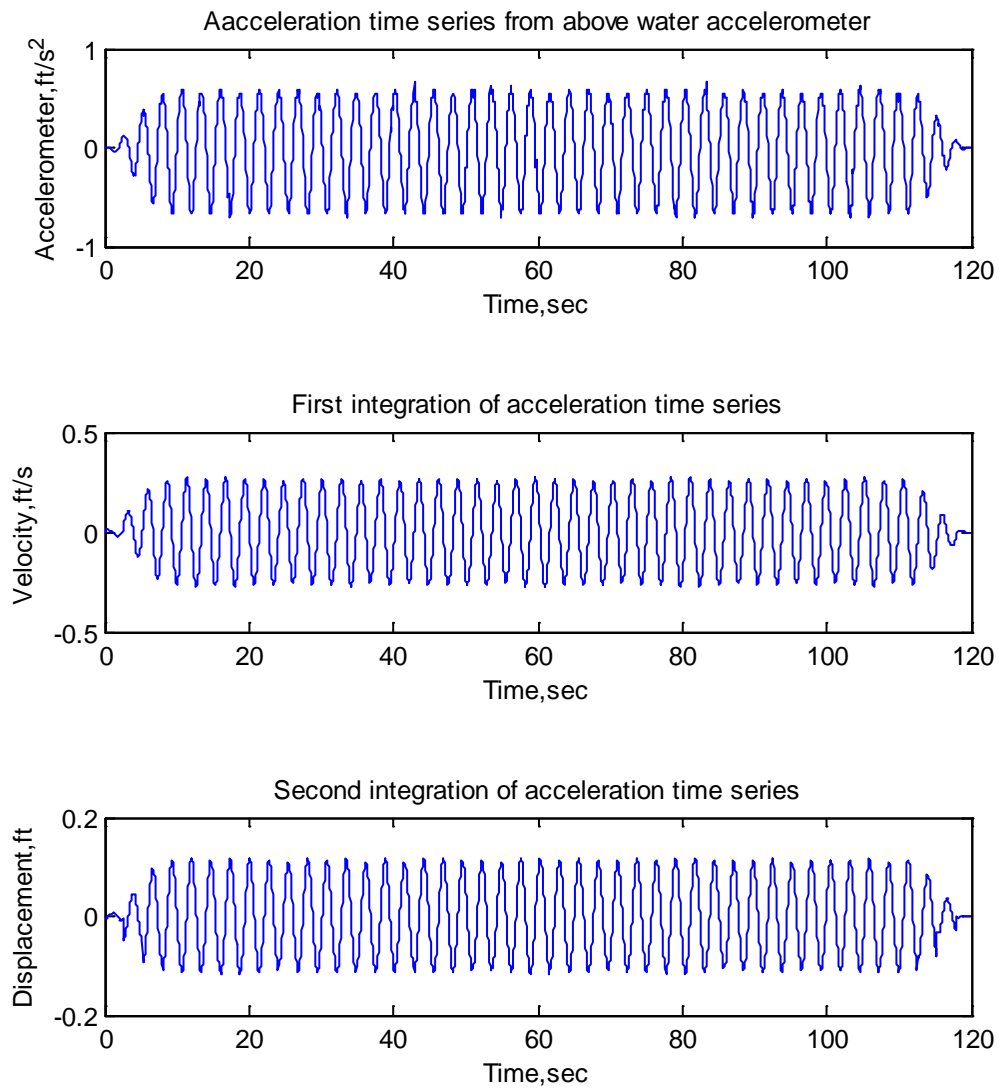 Aacceleration time series from above water accelerometer
Accelerometer,ft/s²
1
0
-1
0 20 40 60 80 100 120
Time,sec
First integration of acceleration time series
Velocity,ft/s
0.5
0
-0.5
0 20 40 60 80 100 120
Time,sec
Second integration of acceleration time series
Displacement,ft
0.2
0
-0.2
0 20 40 60 80 100 120
Time,sec